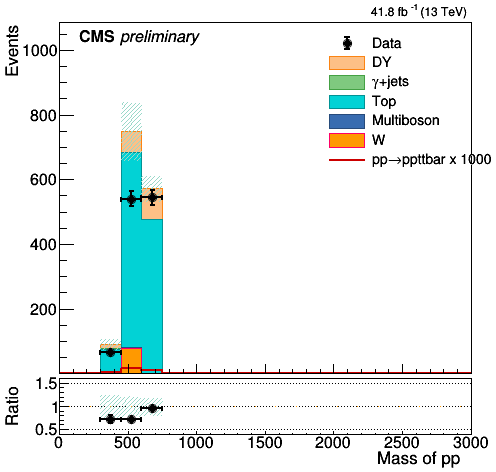 41.8 fb⁻¹ (13 TeV)
CMS preliminary
Events
1000
800
600
400
200
Data
DY
γ+jets
Top
Multiboson
W
pp→ppttbar x 1000
Ratio
1.5
1
0.5
0 500 1000 1500 2000 2500 3000
Mass of pp